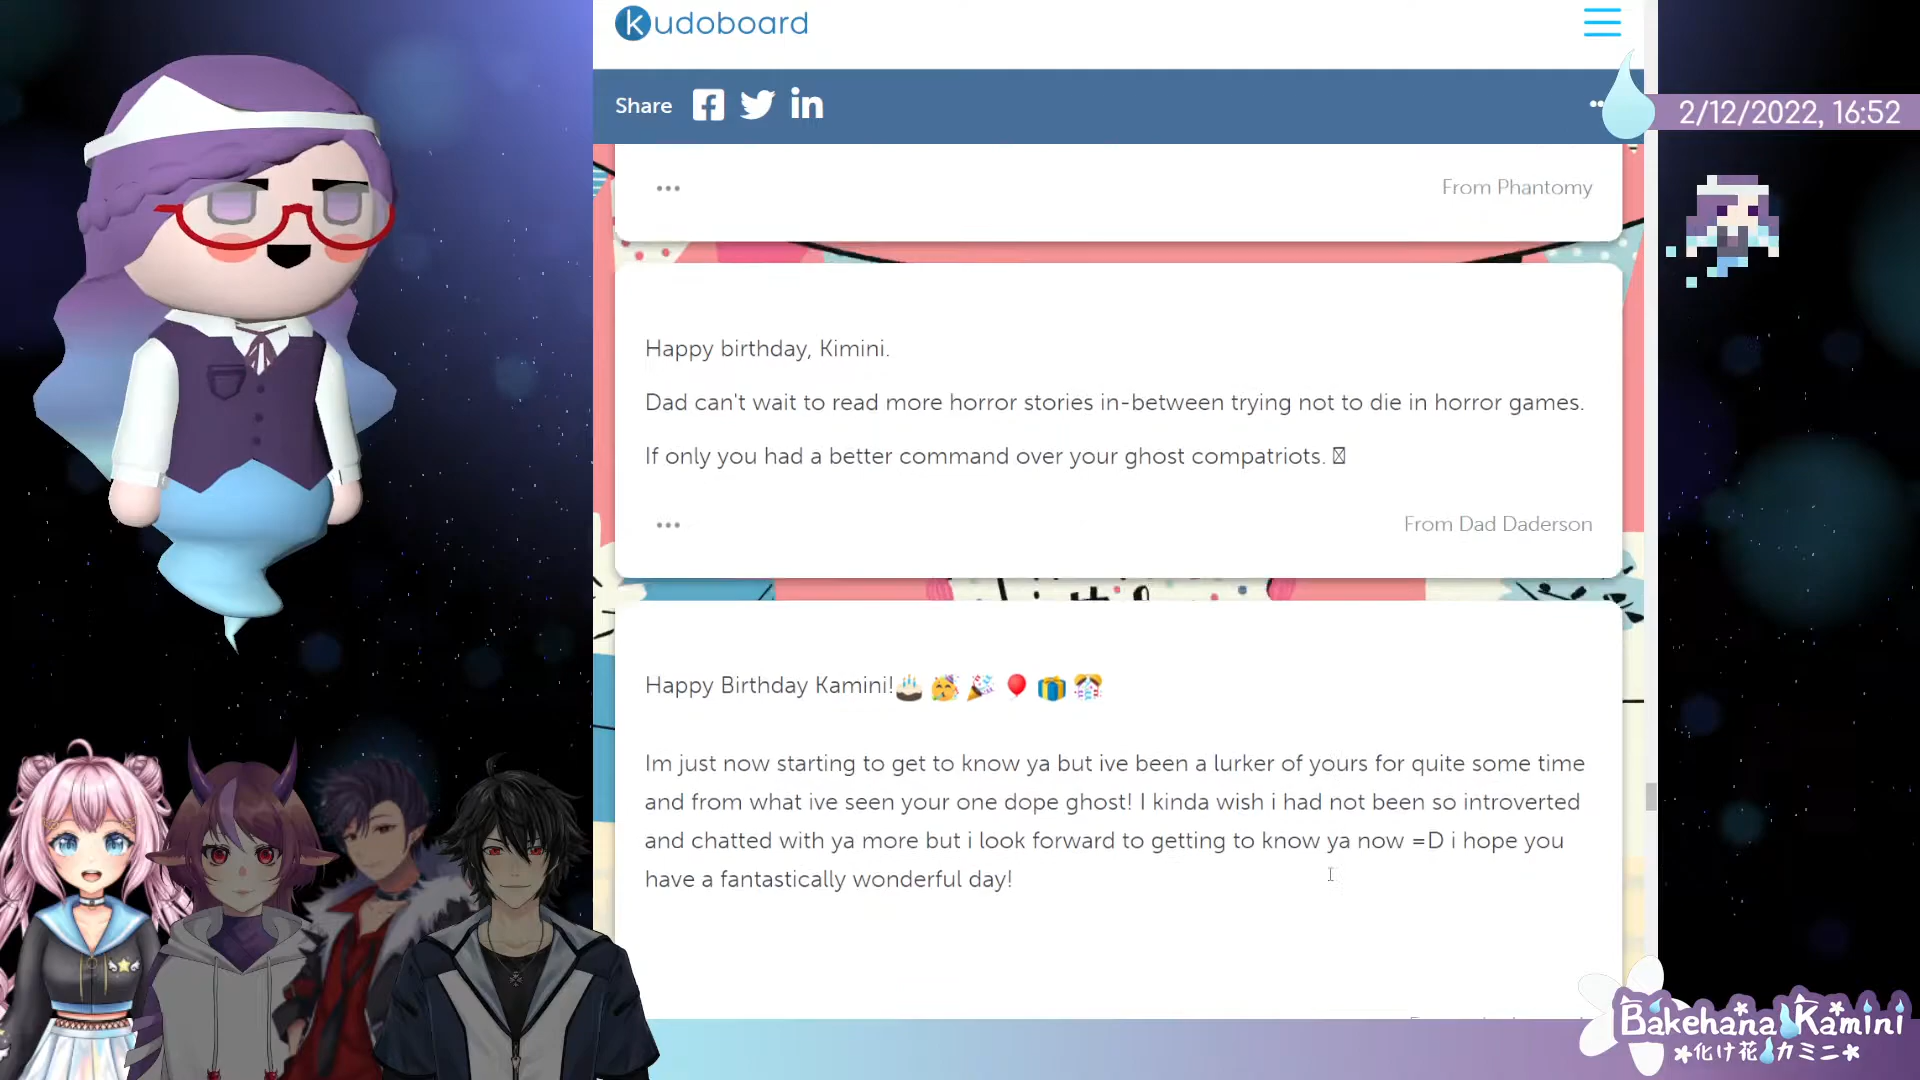 kudoboard
Share
2/12/2022, 16:52
From Phantomy
Happy birthday, Kimini.
Dad can't wait to read more horror stories in-between trying not to die in horror games.
If only you had a better command over your ghost compatriots.
From Dad Daderson
Happy Birthday Kamini!🎂🥳🎉🎈🎁🎊
Im just now starting to get to know ya but ive been a lurker of yours for quite some time
and from what ive seen your one dope ghost! I kinda wish i had not been so introverted
and chatted with ya more but i look forward to getting to know ya now =D i hope you
have a fantastically wonderful day!
Bakehana Kamini
化け花カミニ